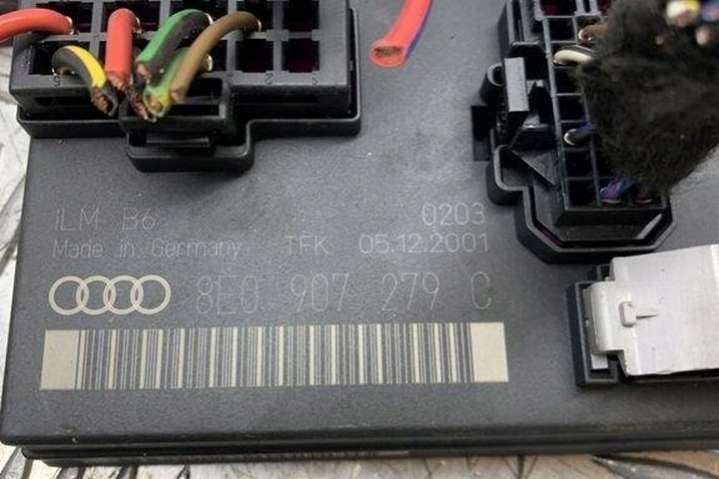 ILM B6 0203
Made in Germany TFK 05.12.2001
8E0 907 279 C